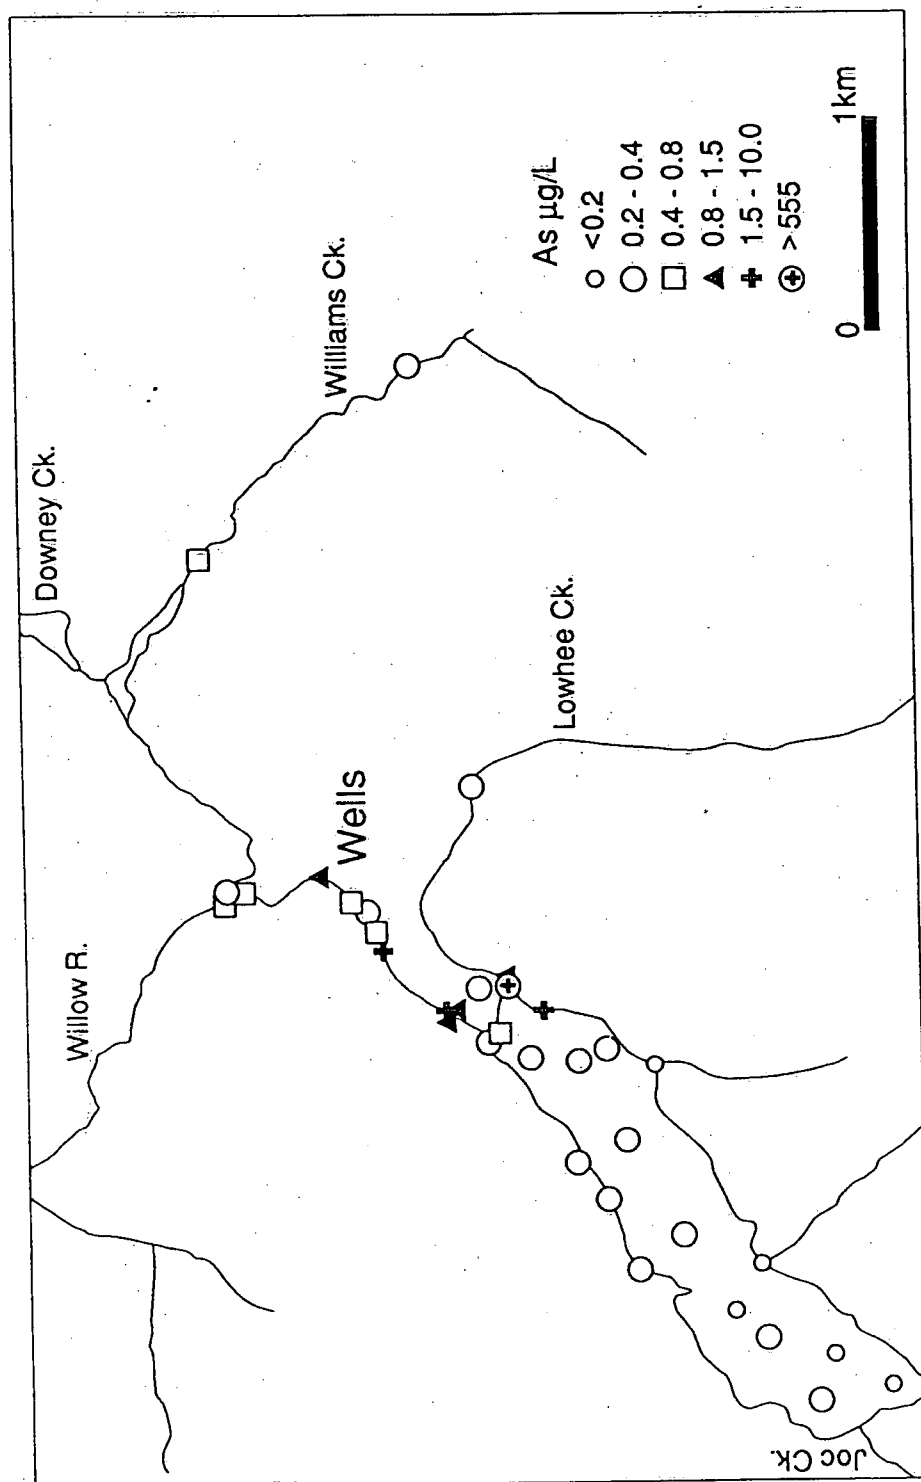 Downey Ck.
Willow R.
Williams Ck.
Wells
Lowhee Ck.
Joc Ck.
As µg/L
<0.2
0.2 - 0.4
0.4 - 0.8
0.8 - 1.5
1.5 - 10.0
>555
0 1km